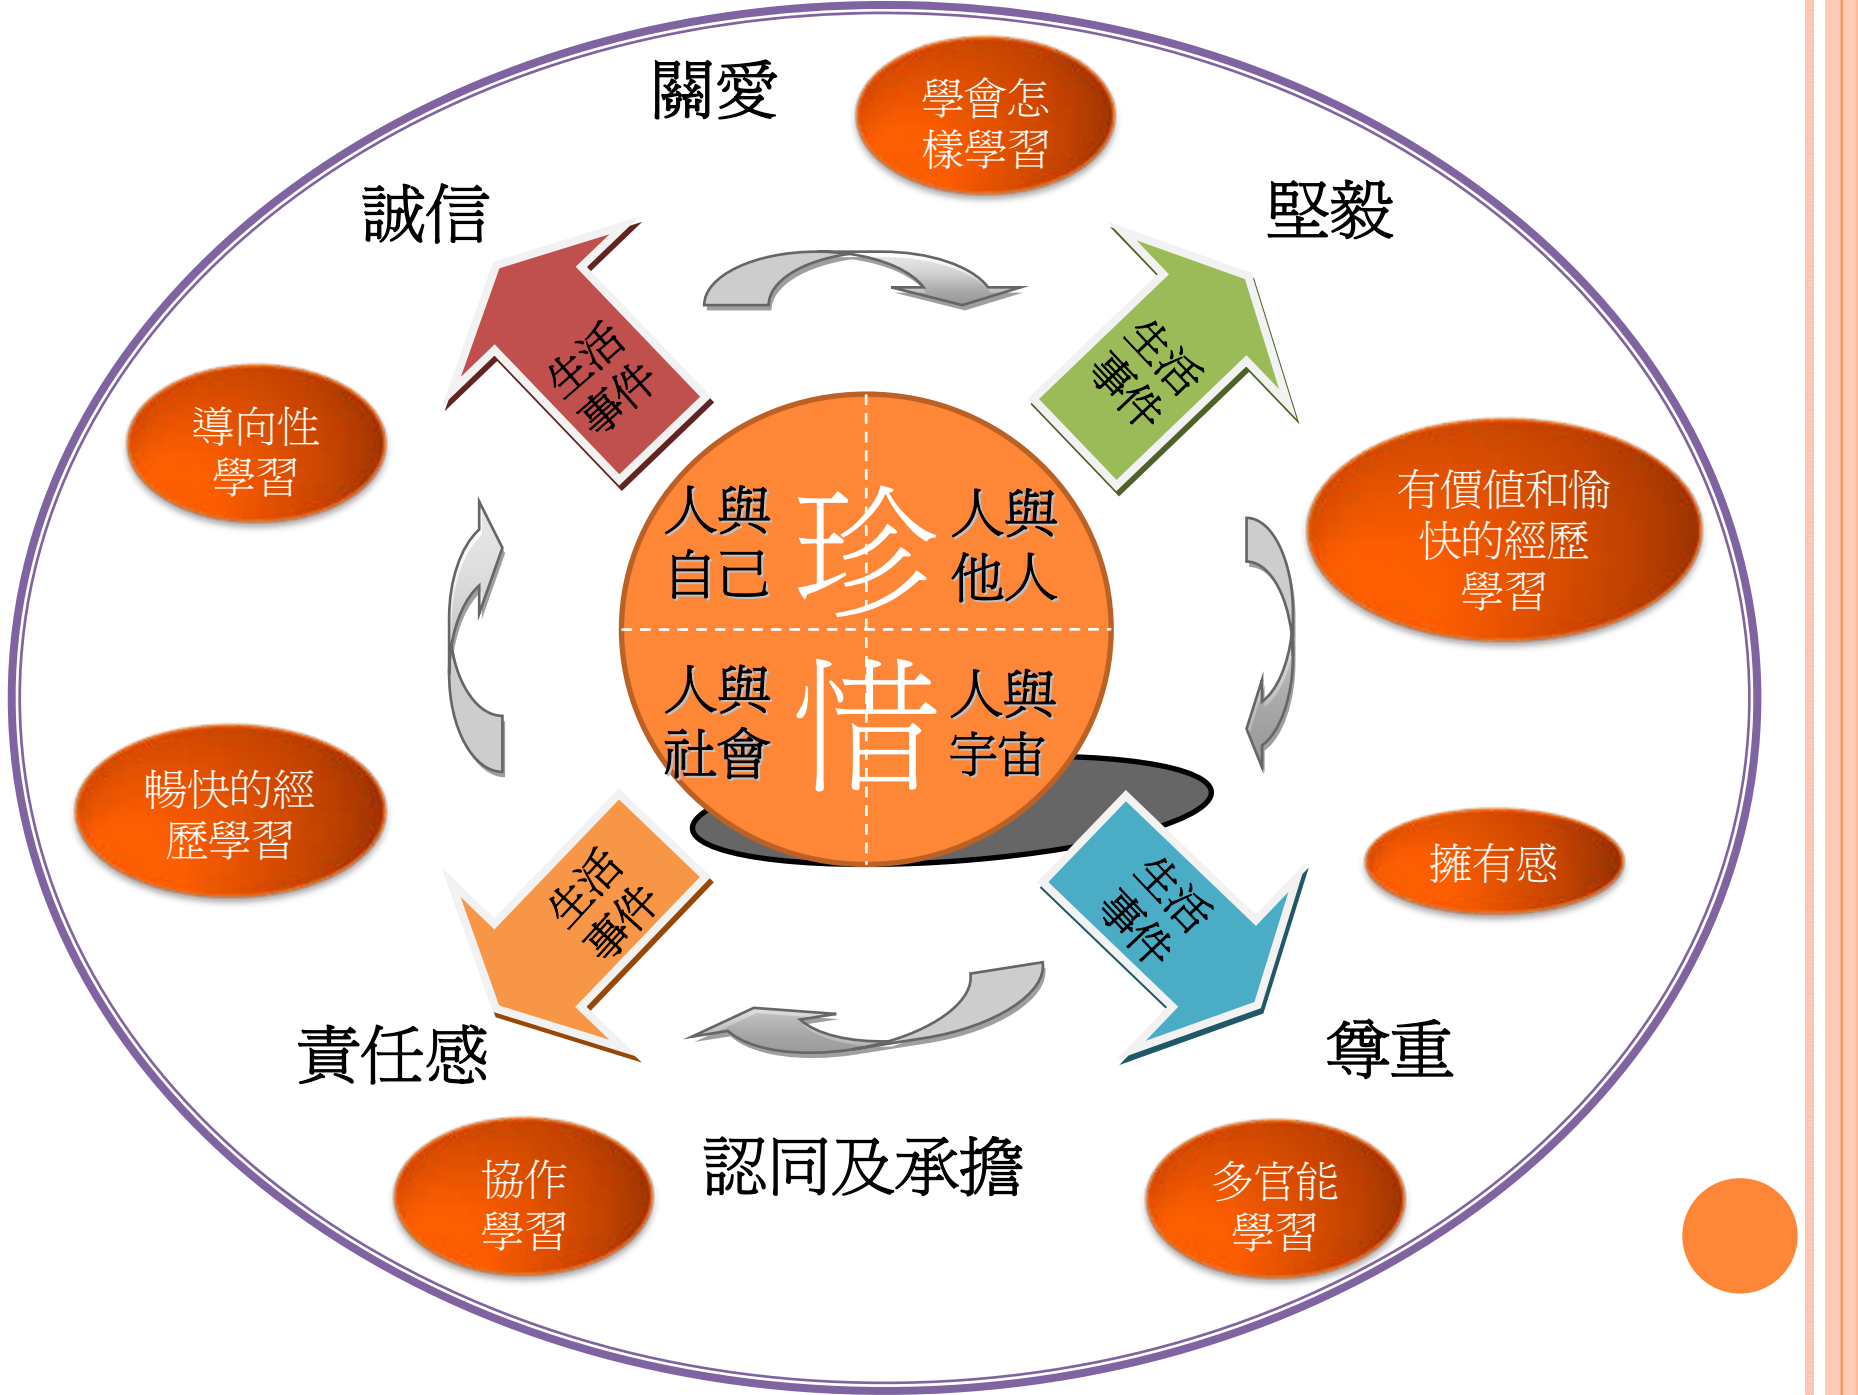 關愛
學會怎
樣學習
誠信
堅毅
生活
事件
生活
事件
導向性
學習
有價值和愉
快的經歷
學習
人與
自己
珍
人與
他人
人與
社會
惜
人與
宇宙
暢快的經
歷學習
擁有感
生活
事件
生活
事件
責任感
尊重
認同及承擔
協作
學習
多官能
學習